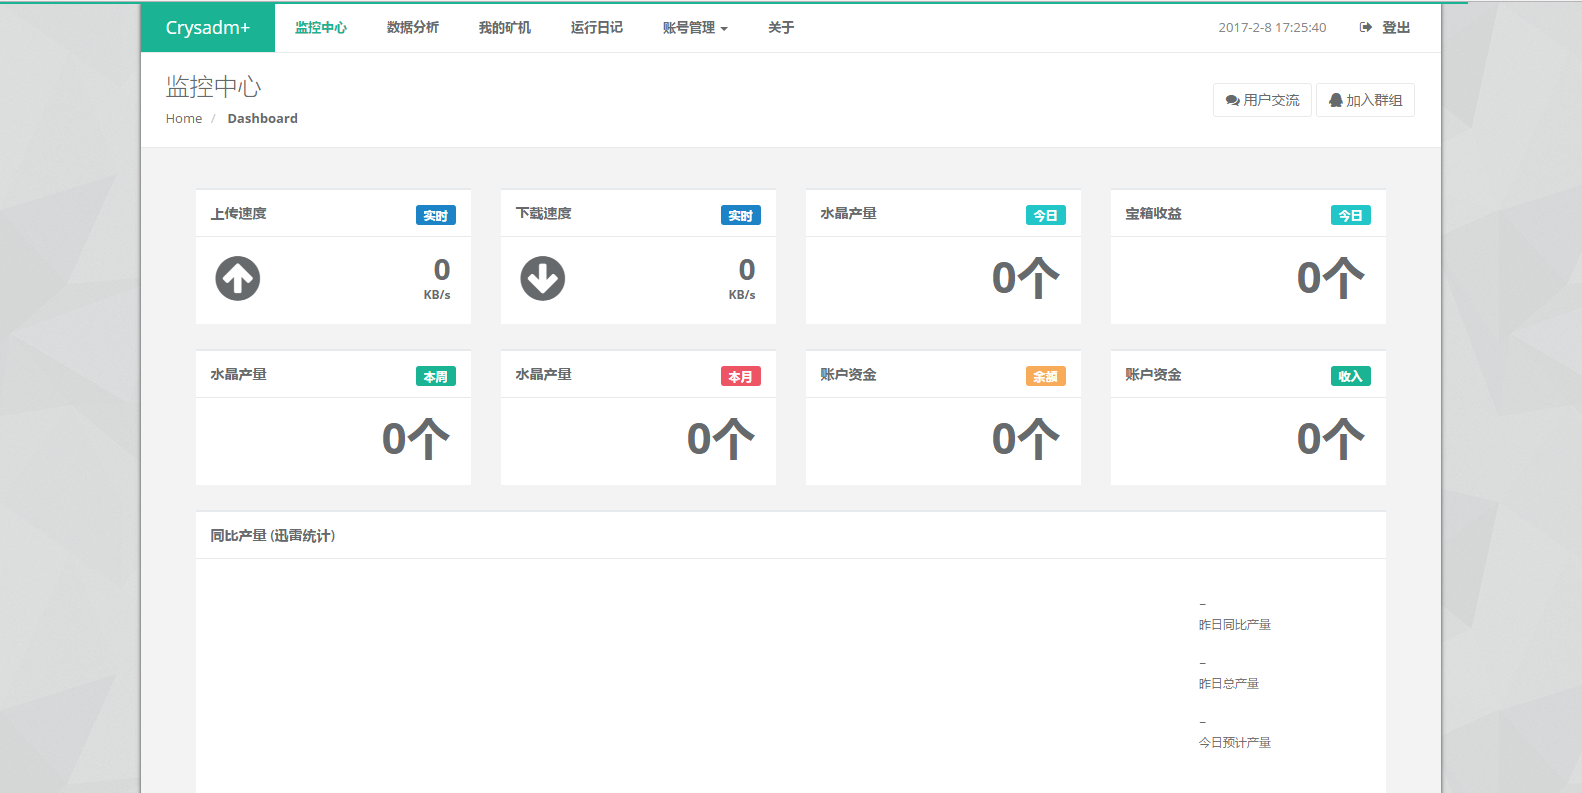 Crysadm+ 监控中心 数据分析 我的矿机 运行日记 账号管理 关于 2017-2-8 17:25:40 登出
监控中心
用户交流 加入群组
Home / Dashboard
上传速度 实时 下载速度 实时 水晶产量 今日 宝箱收益 今日
0 0 0个 0个
KB/s KB/s
水晶产量 本周 水晶产量 本月 账户资金 余额 账户资金 收入
0个 0个 0个 0个
同比产量 (迅雷统计)
–
昨日同比产量
–
昨日总产量
–
今日预计产量